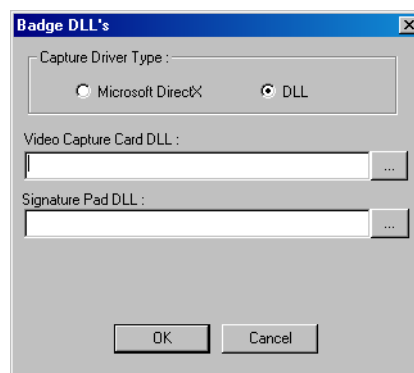 Badge DLL's
Capture Driver Type :
Microsoft DirectX DLL
Video Capture Card DLL :
...
Signature Pad DLL :
...
OK Cancel